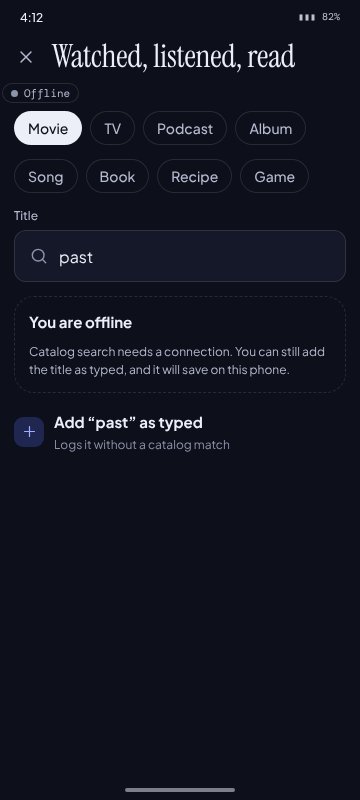 4:12
82%
Watched, listened, read
Offline
Movie TV Podcast Album
Song Book Recipe Game
Title
past
You are offline
Catalog search needs a connection. You can still add
the title as typed, and it will save on this phone.
Add “past” as typed
Logs it without a catalog match